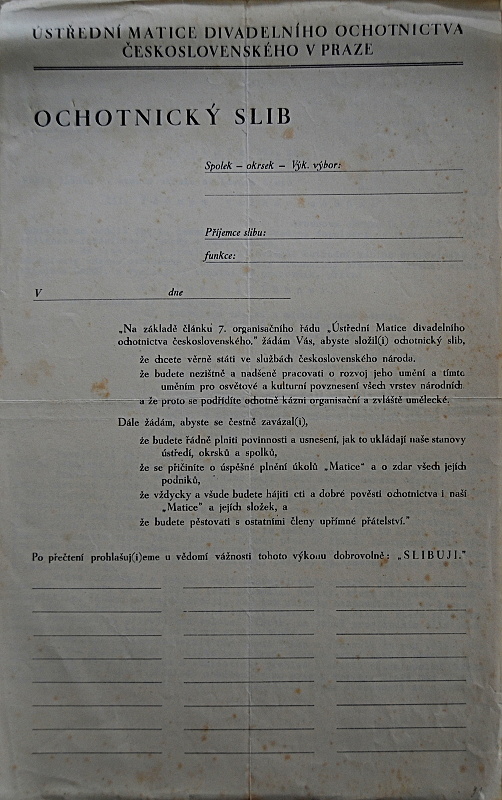 ÚSTŘEDNÍ MATICE DIVADELNÍHO OCHOTNICTVA
ČESKOSLOVENSKÉHO V PRAZE
OCHOTNICKÝ SLIB
Spolek – okrsek – Výk. výbor:
Příjemce slibu:
funkce:
V dne
„Na základě článku 7. organisačního řádu „Ústřední Matice divadelního
ochotnictva československého,” žádám Vás, abyste složil(i) ochotnický slib,
že chcete věrně státi ve službách československého národa,
že budete nezištně a nadšeně pracovati o rozvoj jeho umění a tímto
uměním pro osvětové a kulturní povznesení všech vrstev národních
a že proto se podřídíte ochotně kázni organisační a zvláště umělecké.
Dále žádám, abyste se čestně zavázal(i),
že budete řádně plniti povinnosti a usnesení, jak to ukládají naše stanovy
ústředí, okrsků a spolků,
že se přičiníte o úspěšné plnění úkolů „Matice” a o zdar všech jejích
podniků,
že vždycky a všude budete hájiti cti a dobré pověsti ochotnictva i naší
„Matice” a jejích složek, a
že budete pěstovati s ostatními členy upřímné přátelství.”
Po přečtení prohlašuj(i)eme u vědomí vážnosti tohoto výkonu dobrovolně: „SLIBUJI.”